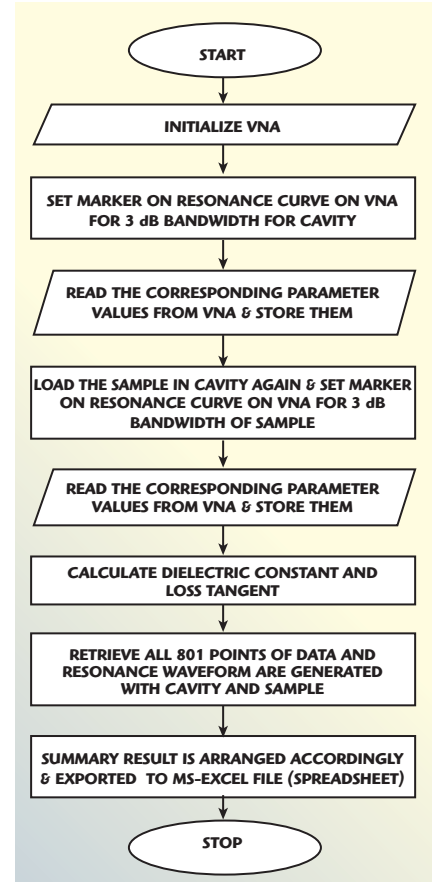 START
INITIALIZE VNA
SET MARKER ON RESONANCE CURVE ON VNA
FOR 3 dB BANDWIDTH FOR CAVITY
READ THE CORRESPONDING PARAMETER
VALUES FROM VNA & STORE THEM
LOAD THE SAMPLE IN CAVITY AGAIN & SET MARKER
ON RESONANCE CURVE ON VNA FOR 3 dB
BANDWIDTH OF SAMPLE
READ THE CORRESPONDING PARAMETER
VALUES FROM VNA & STORE THEM
CALCULATE DIELECTRIC CONSTANT AND
LOSS TANGENT
RETRIEVE ALL 801 POINTS OF DATA AND
RESONANCE WAVEFORM ARE GENERATED
WITH CAVITY AND SAMPLE
SUMMARY RESULT IS ARRANGED ACCORDINGLY
& EXPORTED TO MS-EXCEL FILE (SPREADSHEET)
STOP